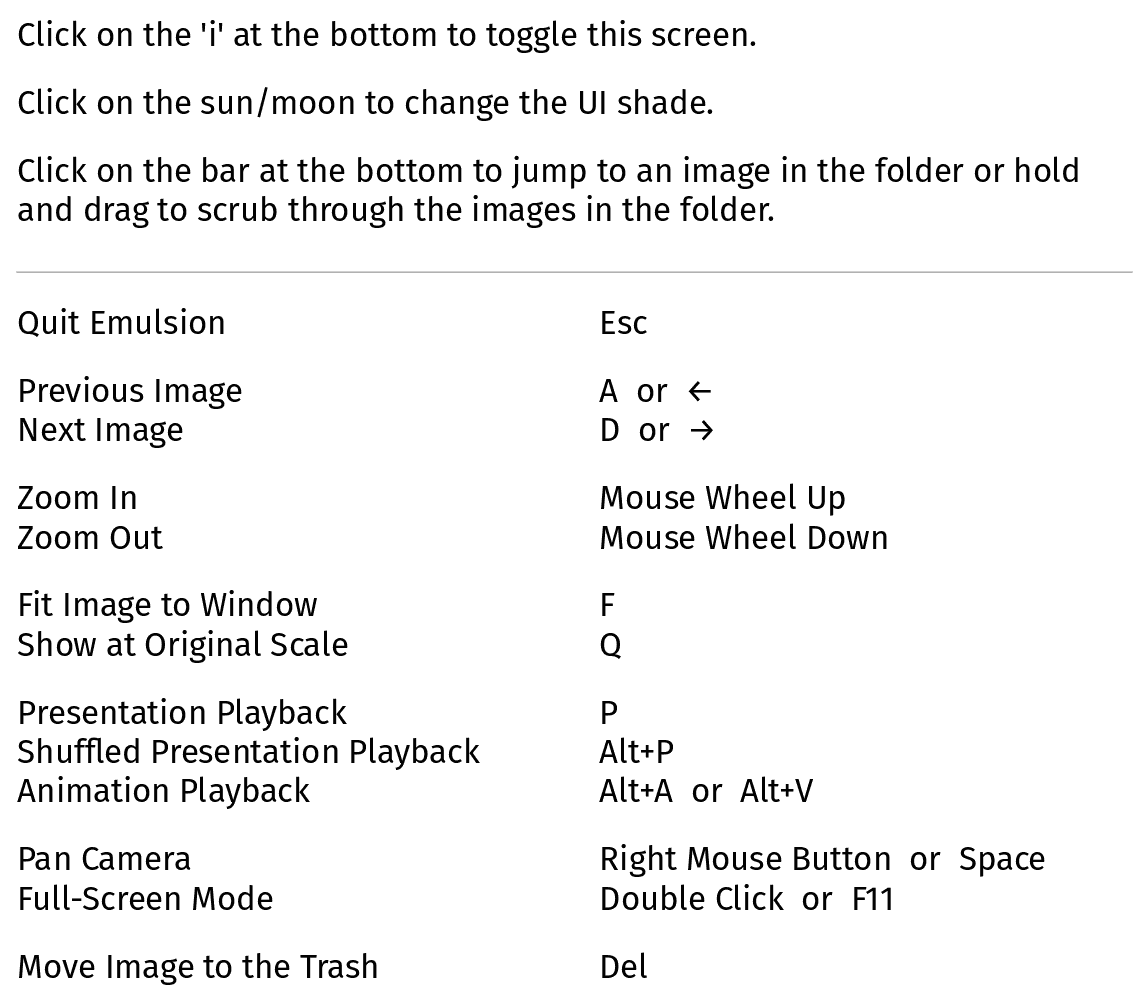 Click on the 'i' at the bottom to toggle this screen.
Click on the sun/moon to change the UI shade.
Click on the bar at the bottom to jump to an image in the folder or hold
and drag to scrub through the images in the folder.
Quit Emulsion Esc
Previous Image A or ←
Next Image D or →
Zoom In Mouse Wheel Up
Zoom Out Mouse Wheel Down
Fit Image to Window F
Show at Original Scale Q
Presentation Playback P
Shuffled Presentation Playback Alt+P
Animation Playback Alt+A or Alt+V
Pan Camera Right Mouse Button or Space
Full-Screen Mode Double Click or F11
Move Image to the Trash Del